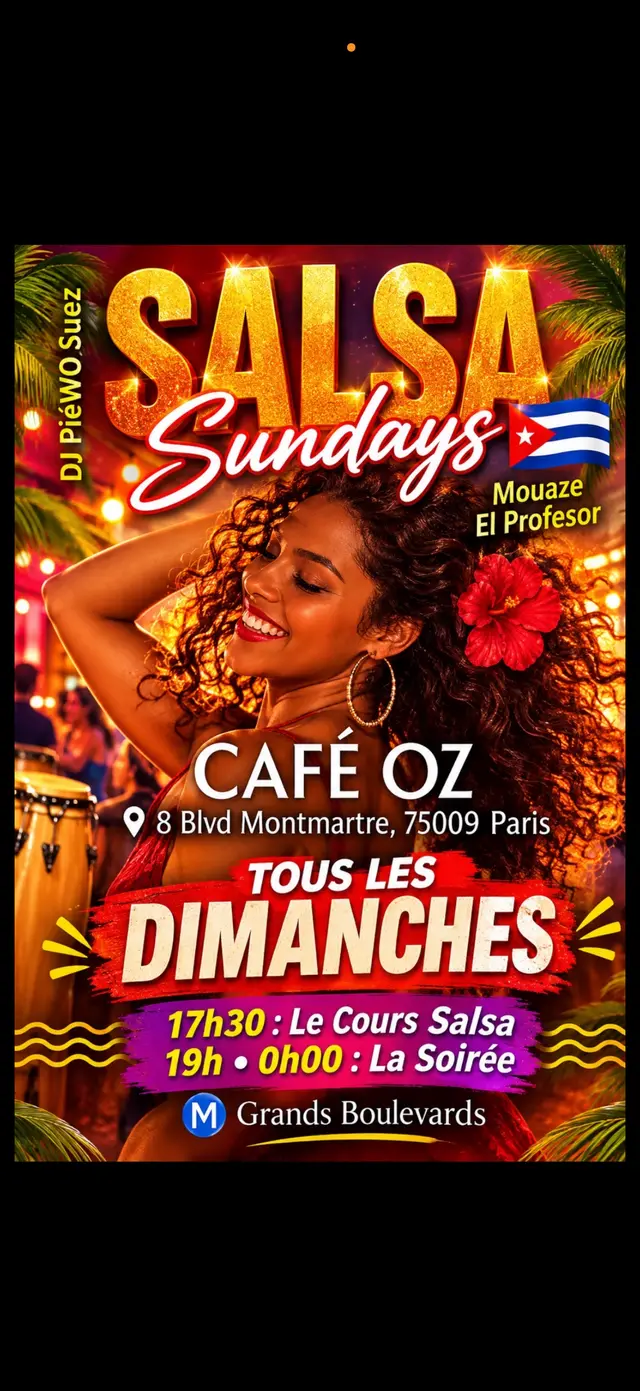 DJ PiéWO Suez
SALSA
Sundays
Mouaze
El Profesor
CAFÉ OZ
8 Blvd Montmartre, 75009 Paris
TOUS LES
DIMANCHES
17h30 : Le Cours Salsa
19h • 0h00 : La Soirée
M Grands Boulevards